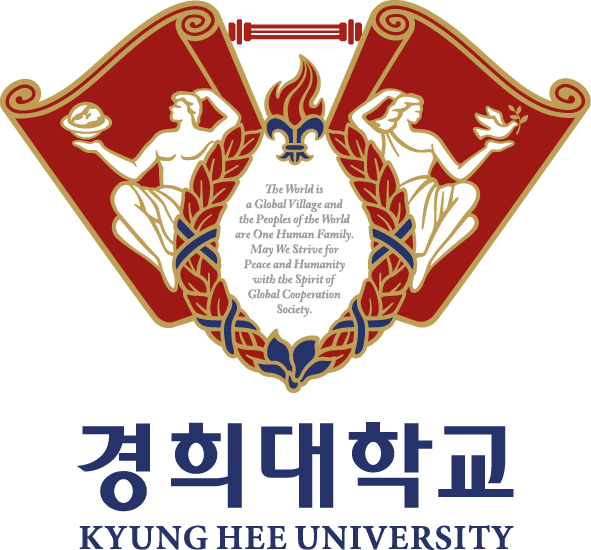 The World is
a Global Village and
the Peoples of the World
are One Human Family.
May We Strive for
Peace and Humanity
with the Spirit of
Global Cooperation
Society.
경희대학교
KYUNG HEE UNIVERSITY